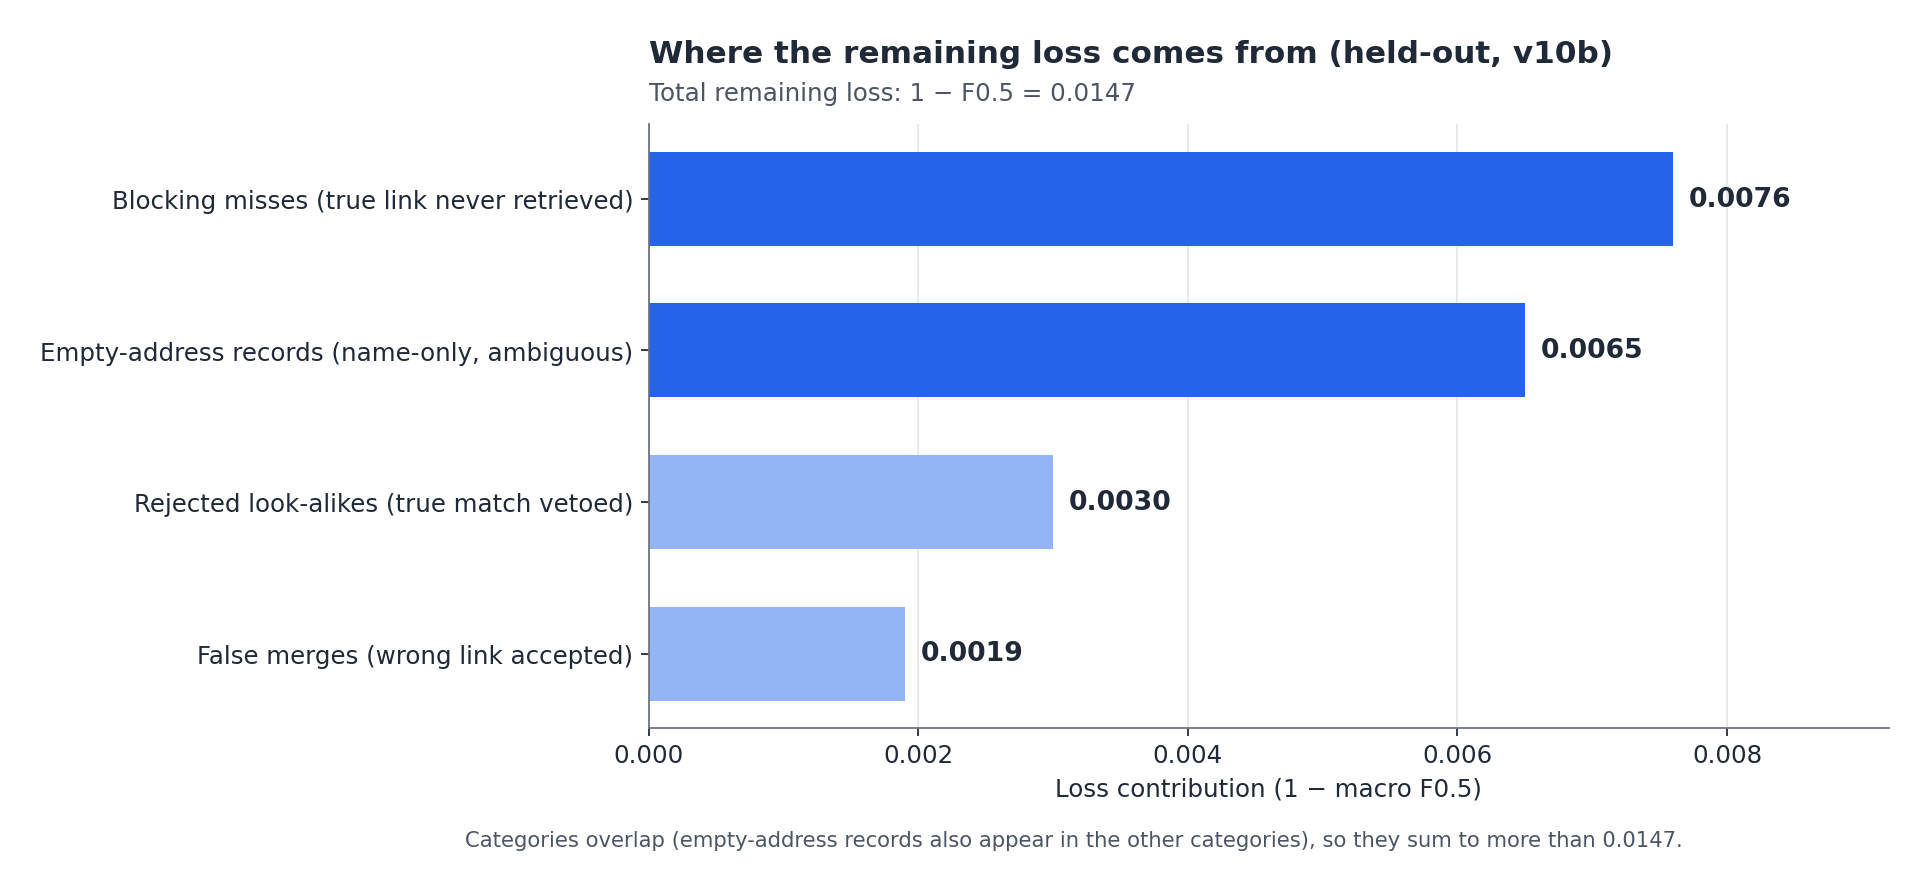 Where the remaining loss comes from (held-out, v10b)
Total remaining loss: 1 − F0.5 = 0.0147
Blocking misses (true link never retrieved)
0.0076
Empty-address records (name-only, ambiguous)
0.0065
Rejected look-alikes (true match vetoed)
0.0030
False merges (wrong link accepted)
0.0019
0.000 0.002 0.004 0.006 0.008
Loss contribution (1 − macro F0.5)
Categories overlap (empty-address records also appear in the other categories), so they sum to more than 0.0147.